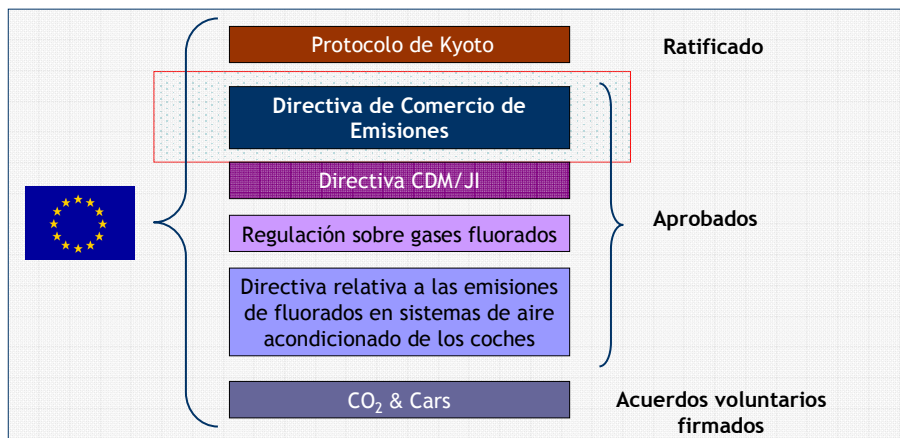 Protocolo de Kyoto
Ratificado
Directiva de Comercio de
Emisiones
Directiva CDM/JI
Regulación sobre gases fluorados
Aprobados
Directiva relativa a las emisiones
de fluorados en sistemas de aire
acondicionado de los coches
CO₂ & Cars
Acuerdos voluntarios
firmados